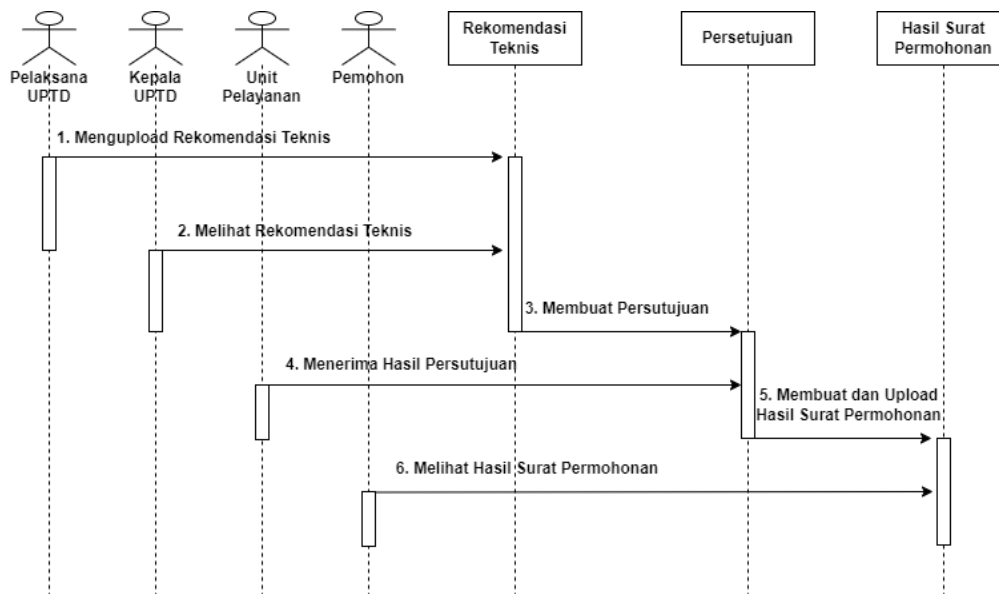 Pelaksana
UPTD
Kepala
UPTD
Unit
Pelayanan
Pemohon
Rekomendasi
Teknis
Persetujuan
Hasil Surat
Permohonan
1. Mengupload Rekomendasi Teknis
2. Melihat Rekomendasi Teknis
3. Membuat Persutujuan
4. Menerima Hasil Persutujuan
5. Membuat dan Upload
Hasil Surat Permohonan
6. Melihat Hasil Surat Permohonan